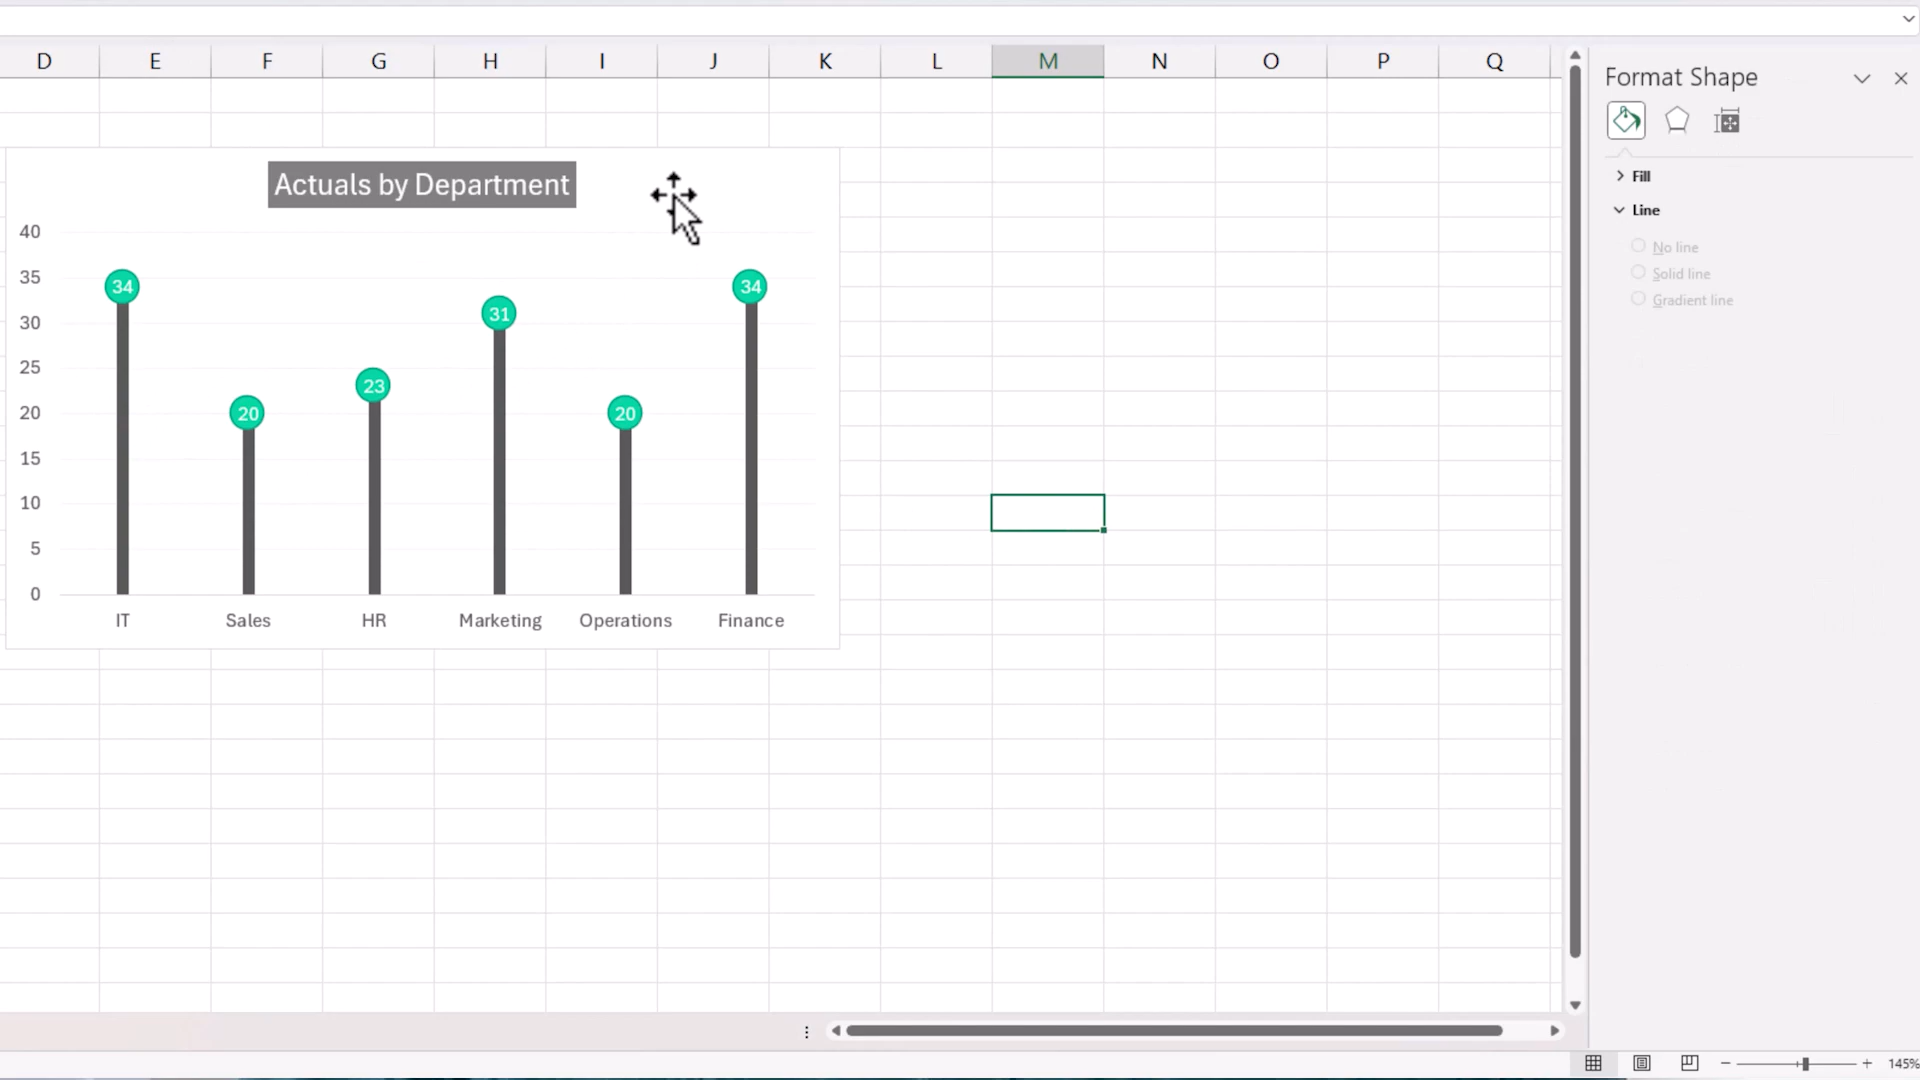 D E F G H I J K L M N O P Q
Format Shape
Fill
Line
No line
Solid line
Gradient line
Actuals by Department
40
35
30
25
20
15
10
5
0
34
20
23
31
20
34
IT Sales HR Marketing Operations Finance
145%